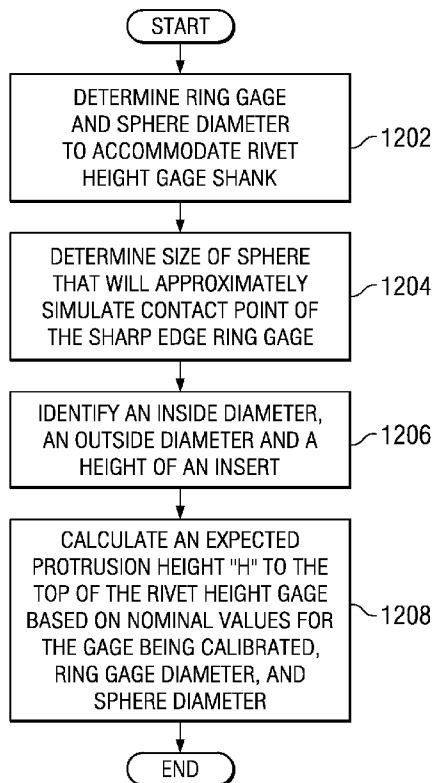 START
DETERMINE RING GAGE
AND SPHERE DIAMETER
TO ACCOMMODATE RIVET
HEIGHT GAGE SHANK
1202
DETERMINE SIZE OF SPHERE
THAT WILL APPROXIMATELY
SIMULATE CONTACT POINT OF
THE SHARP EDGE RING GAGE
1204
IDENTIFY AN INSIDE DIAMETER,
AN OUTSIDE DIAMETER AND A
HEIGHT OF AN INSERT
1206
CALCULATE AN EXPECTED
PROTRUSION HEIGHT "H" TO THE
TOP OF THE RIVET HEIGHT GAGE
BASED ON NOMINAL VALUES FOR
THE GAGE BEING CALIBRATED,
RING GAGE DIAMETER, AND
SPHERE DIAMETER
1208
END